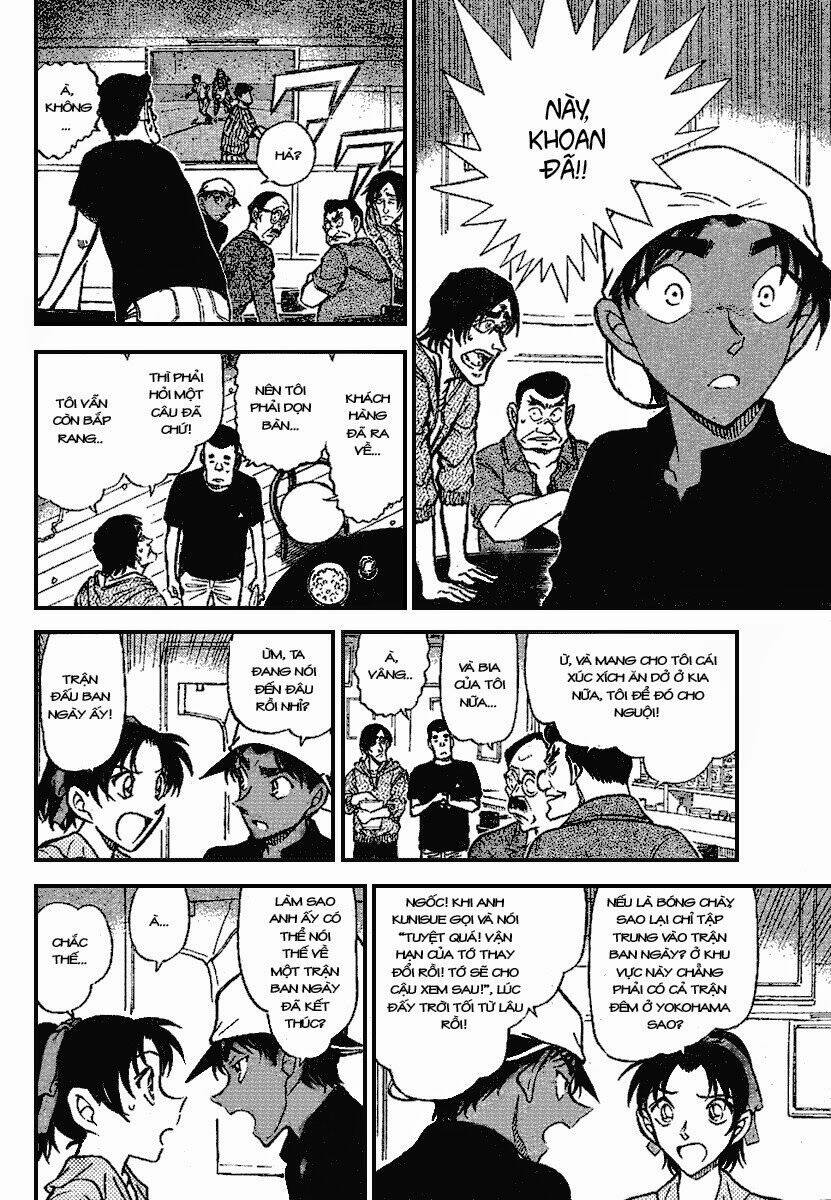 NÀY,
KHOAN
ĐÃ!!
HẢ?
À,
KHÔNG
...
KHÁCH
HÀNG
ĐÃ RA
VỀ...
NÊN TÔI
PHẢI DỌN
BÀN...
THÌ PHẢI
HỎI MỘT
CÂU ĐÃ
CHỨ!
TÔI VẪN
CÒN BẮP
RANG..
Ừ, VÀ MANG CHO TÔI CÁI
XÚC XÍCH ĂN DỞ Ở KIA
NỮA, TÔI ĐỂ ĐÓ CHO
NGUỘI!
VÀ BIA
CỦA TÔI
NỮA...
À,
VÂNG..
ỪM, TA
ĐANG NÓI
ĐẾN ĐÂU
RỒI NHỈ?
TRẬN
ĐẤU BAN
NGÀY ẤY!
NẾU LÀ BÓNG CHÀY,
SAO LẠI CHỈ TẬP
TRUNG VÀO TRẬN
BAN NGÀY? Ở KHU
VỰC NÀY CHẲNG
PHẢI CÓ CẢ TRẬN
ĐÊM Ở YOKOHAMA
SAO?
NGỐC! KHI ANH
KUNISUE GỌI VÀ NÓI
"TUYỆT QUÁ! VẬN
HẠN CỦA TỚ THAY
ĐỔI RỒI! TỚ SẼ CHO
CẬU XEM SAU!", LÚC
ĐẤY TRỜI TỐI TỪ LÂU
RỒI!
LÀM SAO
ANH ẤY CÓ
THỂ NÓI
THẾ VỀ
MỘT TRẬN
BAN NGÀY
ĐÃ KẾT
THÚC?
À...
CHẮC
THẾ...